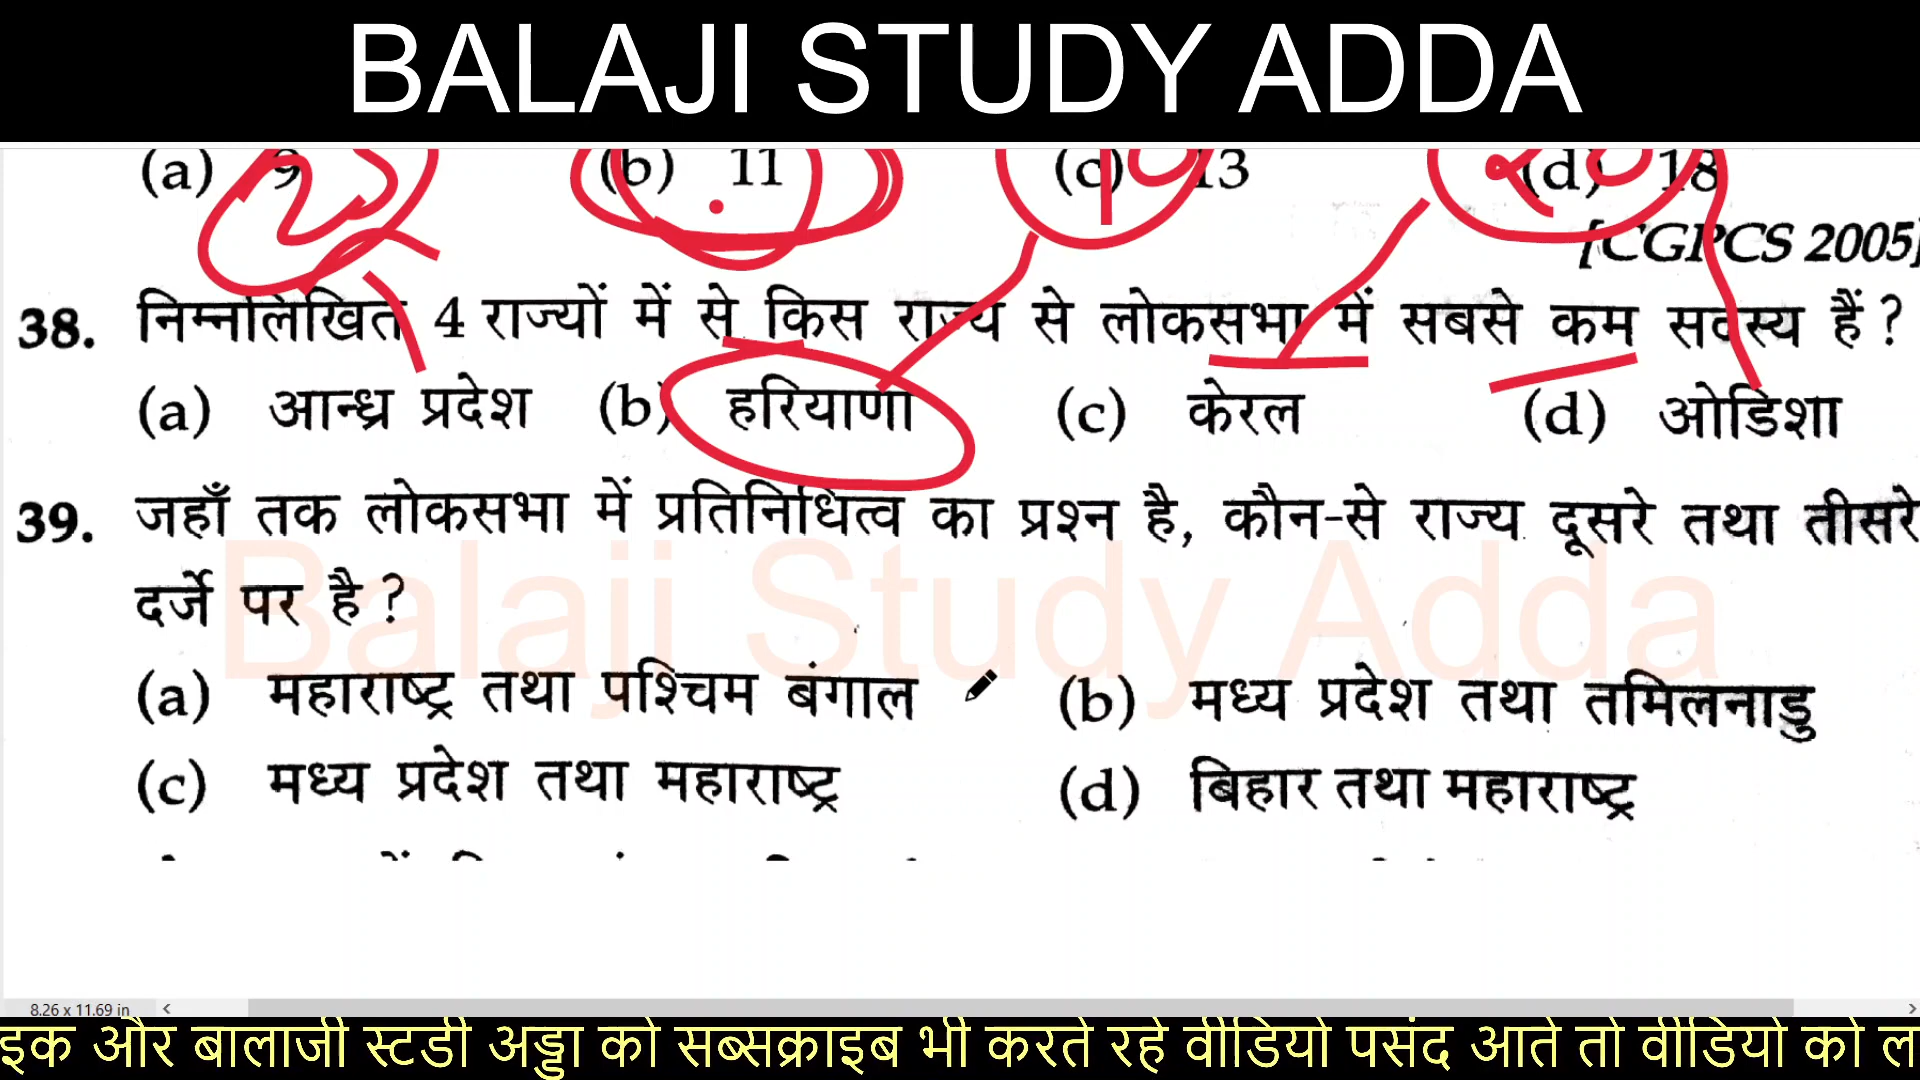 BALAJI STUDY ADDA
(a) 9 (b) 11 (c) 13 (d) 18
[CGPCS 2005]
38. निम्नलिखित 4 राज्यों में से किस राज्य से लोकसभा में सबसे कम सदस्य हैं ?
(a) आन्ध्र प्रदेश (b) हरियाणा (c) केरल (d) ओडिशा
39. जहाँ तक लोकसभा में प्रतिनिधित्व का प्रश्न है, कौन-से राज्य दूसरे तथा तीसरे
दर्जे पर है ?
Balaji Study Adda
(a) महाराष्ट्र तथा पश्चिम बंगाल (b) मध्य प्रदेश तथा तमिलनाडु
(c) मध्य प्रदेश तथा महाराष्ट्र (d) बिहार तथा महाराष्ट्र
8.26 x 11.69 in
इक और बालाजी स्टडी अड्डा को सब्सक्राइब भी करते रहे वीडियो पसंद आते तो वीडियो को ल